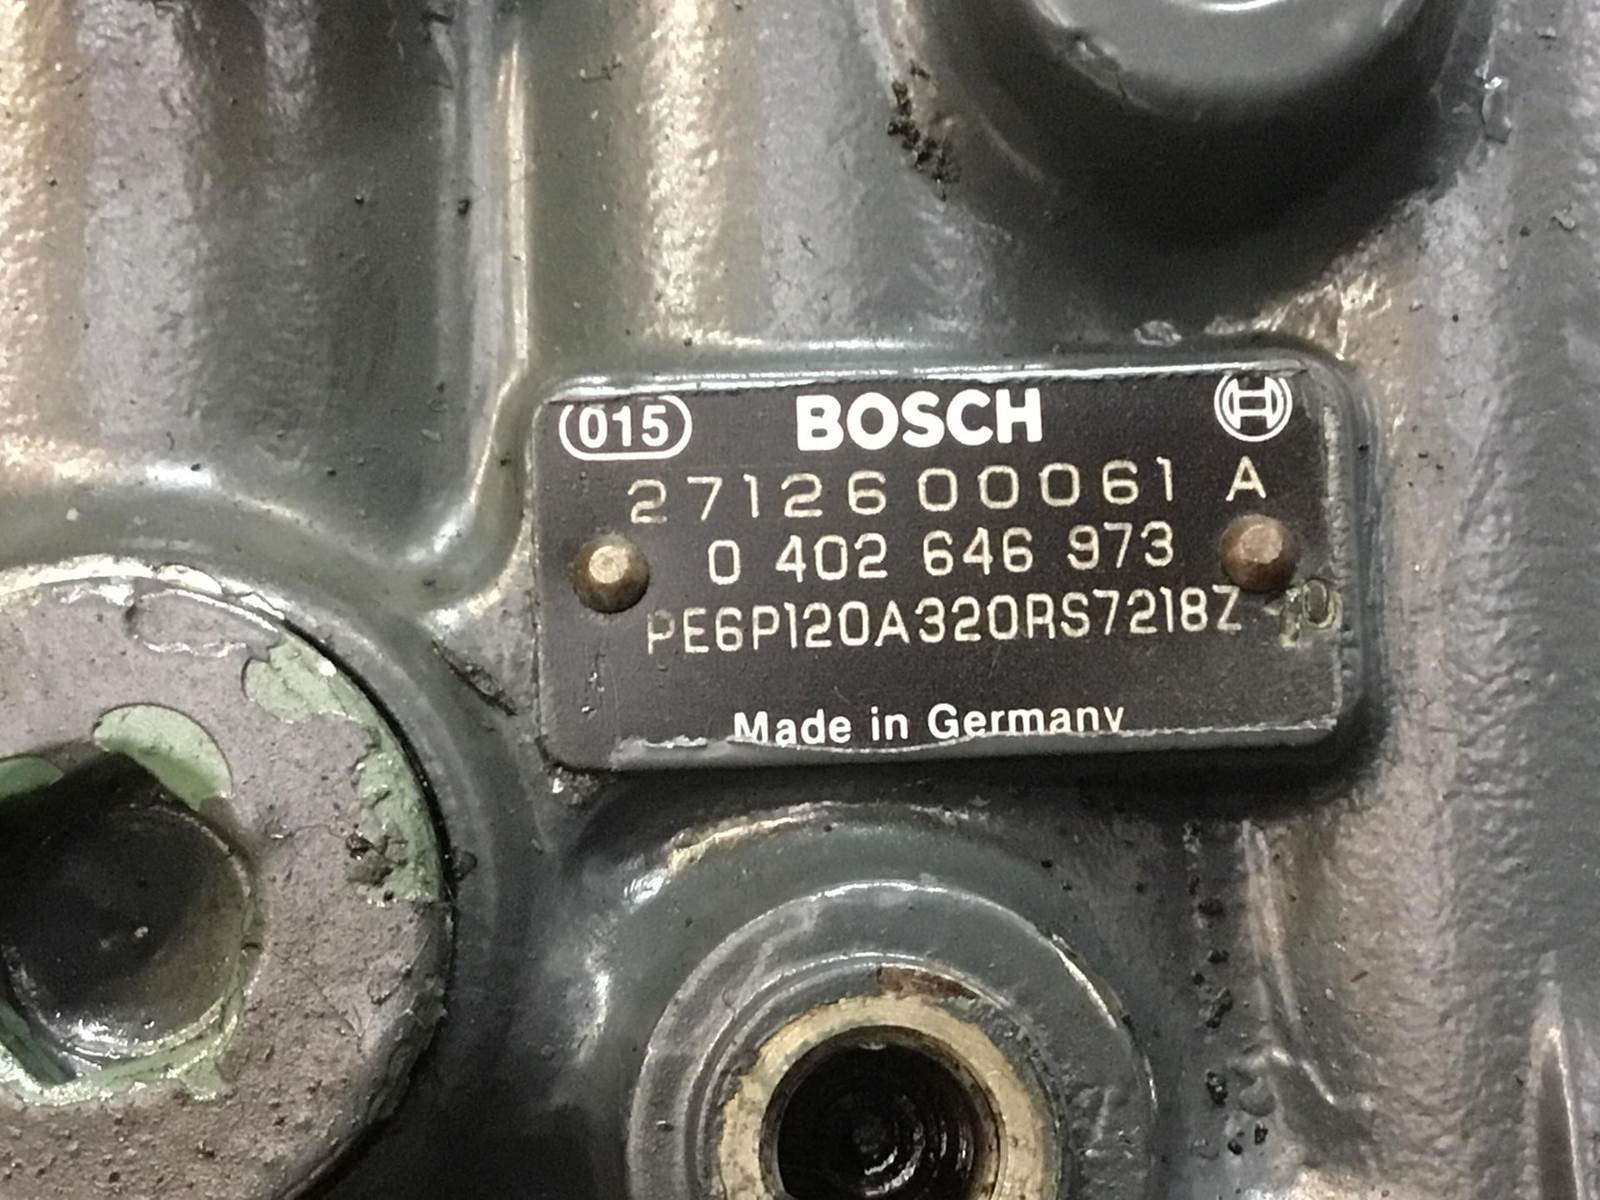 015 BOSCH
2712600061 A
0 402 646 973
PE6P120A320RS7218Z
Made in Germany